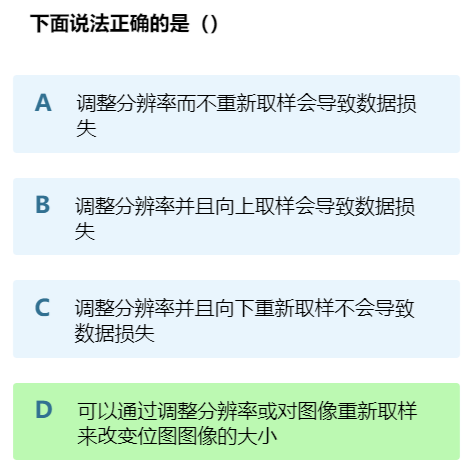 下面说法正确的是（）
A 调整分辨率而不重新取样会导致数据损
失
B 调整分辨率并且向上取样会导致数据损
失
C 调整分辨率并且向下重新取样不会导致
数据损失
D 可以通过调整分辨率或对图像重新取样
来改变位图图像的大小